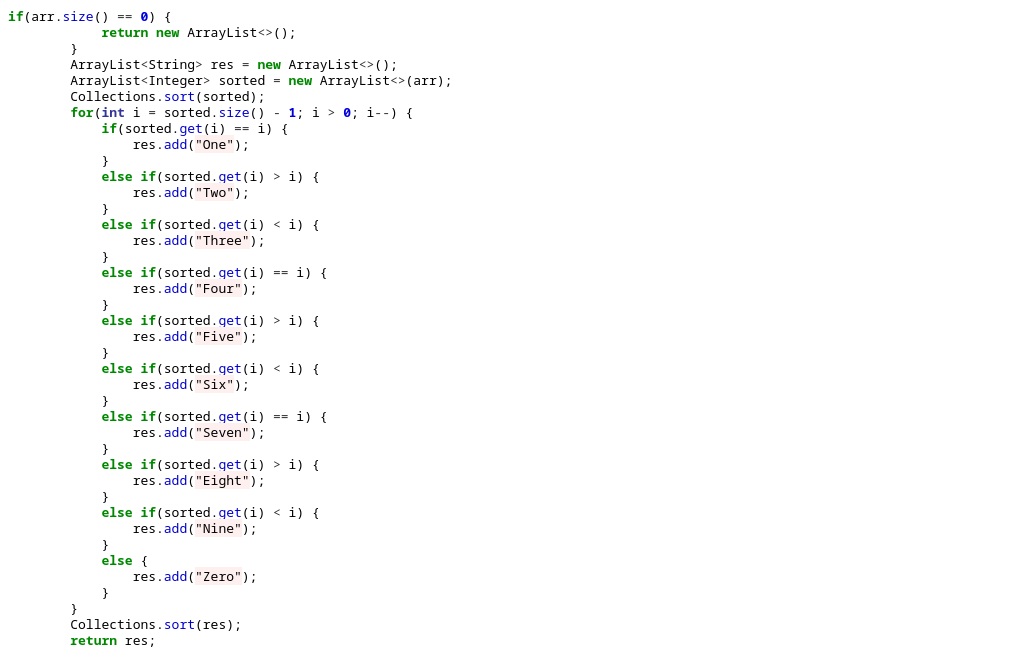 if(arr.size() == 0) {
            return new ArrayList<>();
        }
        ArrayList<String> res = new ArrayList<>();
        ArrayList<Integer> sorted = new ArrayList<>(arr);
        Collections.sort(sorted);
        for(int i = sorted.size() - 1; i > 0; i--) {
            if(sorted.get(i) == i) {
                res.add("One");
            }
            else if(sorted.get(i) > i) {
                res.add("Two");
            }
            else if(sorted.get(i) < i) {
                res.add("Three");
            }
            else if(sorted.get(i) == i) {
                res.add("Four");
            }
            else if(sorted.get(i) > i) {
                res.add("Five");
            }
            else if(sorted.get(i) < i) {
                res.add("Six");
            }
            else if(sorted.get(i) == i) {
                res.add("Seven");
            }
            else if(sorted.get(i) > i) {
                res.add("Eight");
            }
            else if(sorted.get(i) < i) {
                res.add("Nine");
            }
            else {
                res.add("Zero");
            }
        }
        Collections.sort(res);
        return res;